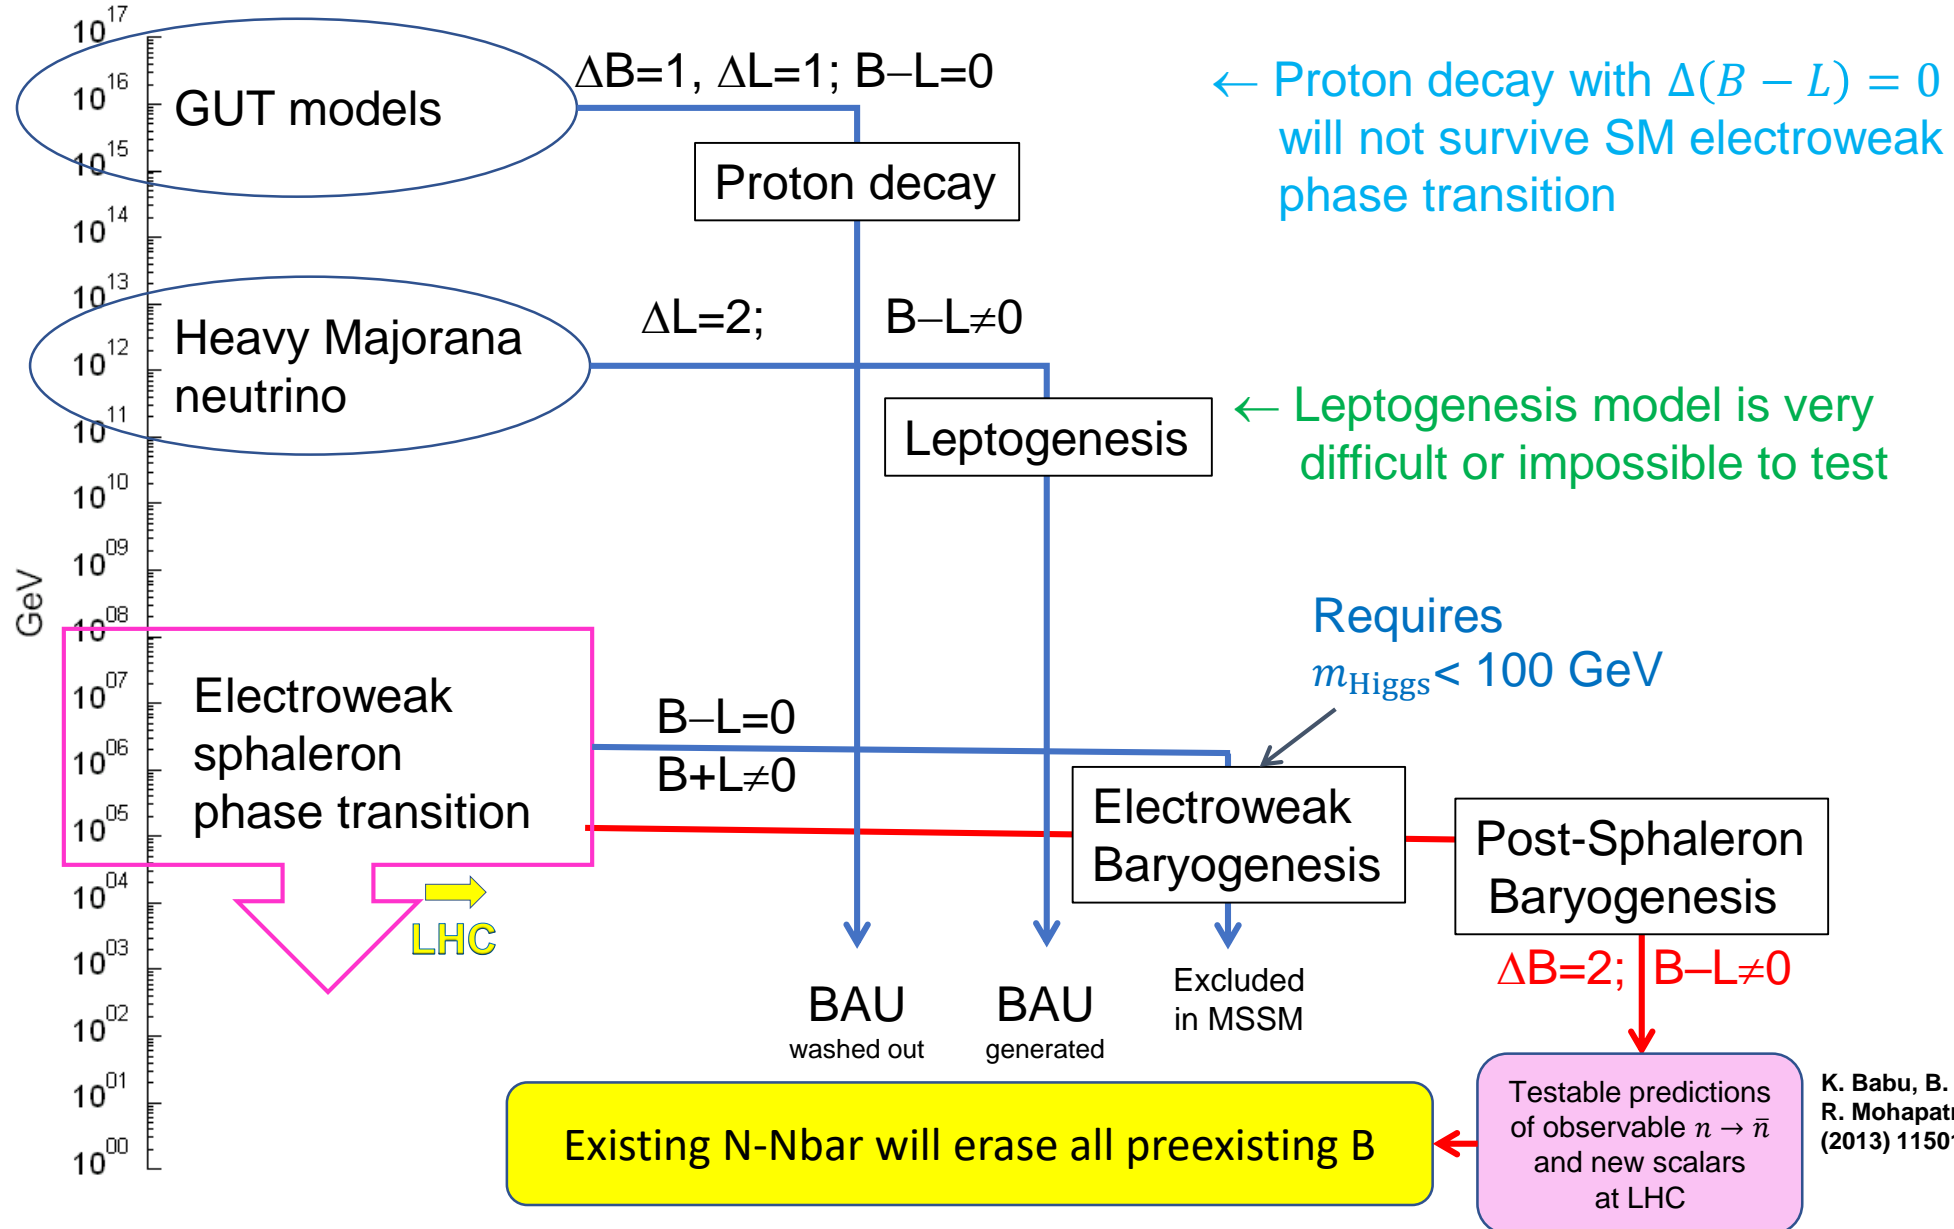 10^17
10^16
10^15
10^14
10^13
10^12
10^11
10^10
10^09
10^08
10^07
10^06
10^05
10^04
10^03
10^02
10^01
10^00
GeV
GUT models
ΔB=1, ΔL=1; B−L=0
Proton decay
← Proton decay with Δ(B − L) = 0
will not survive SM electroweak
phase transition
Heavy Majorana
neutrino
ΔL=2; B−L≠0
Leptogenesis
← Leptogenesis model is very
difficult or impossible to test
Requires
m_Higgs < 100 GeV
Electroweak
sphaleron
phase transition
B−L=0
B+L≠0
LHC
Electroweak
Baryogenesis
Post-Sphaleron
Baryogenesis
ΔB=2; B−L≠0
BAU
washed out
BAU
generated
Excluded
in MSSM
Existing N-Nbar will erase all preexisting B
Testable predictions
of observable n → n̄
and new scalars
at LHC
K. Babu, B.
R. Mohapatr
(2013) 1150